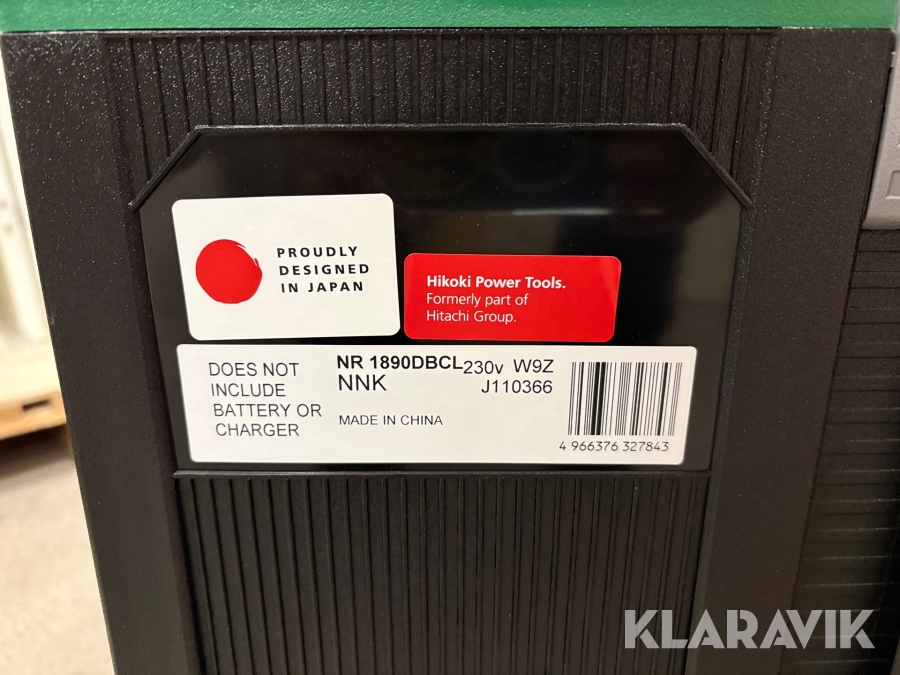 PROUDLY
DESIGNED
IN JAPAN
Hikoki Power Tools.
Formerly part of
Hitachi Group.
DOES NOT
INCLUDE
BATTERY OR
CHARGER
NR 1890DBCL 230v W9Z
NNK J110366
MADE IN CHINA
4 966376 327843
KLARAVIK